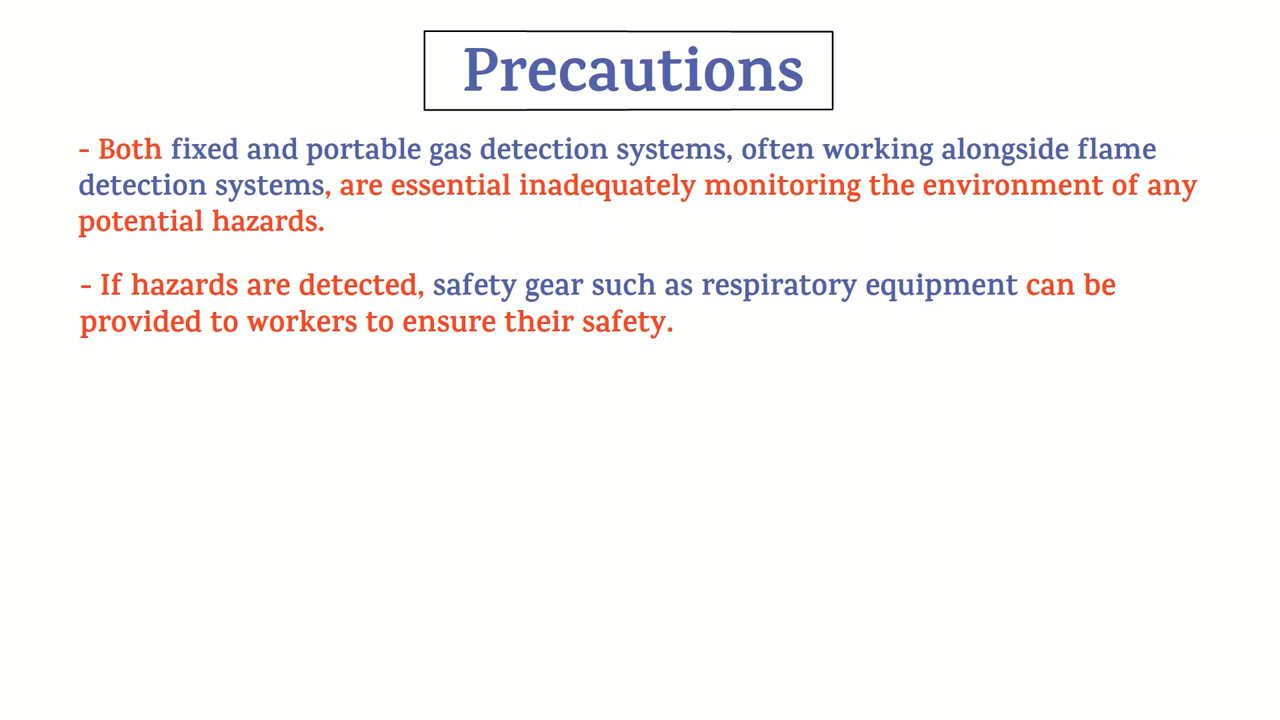 Precautions
- Both fixed and portable gas detection systems, often working alongside flame
detection systems, are essential inadequately monitoring the environment of any
potential hazards.
- If hazards are detected, safety gear such as respiratory equipment can be
provided to workers to ensure their safety.